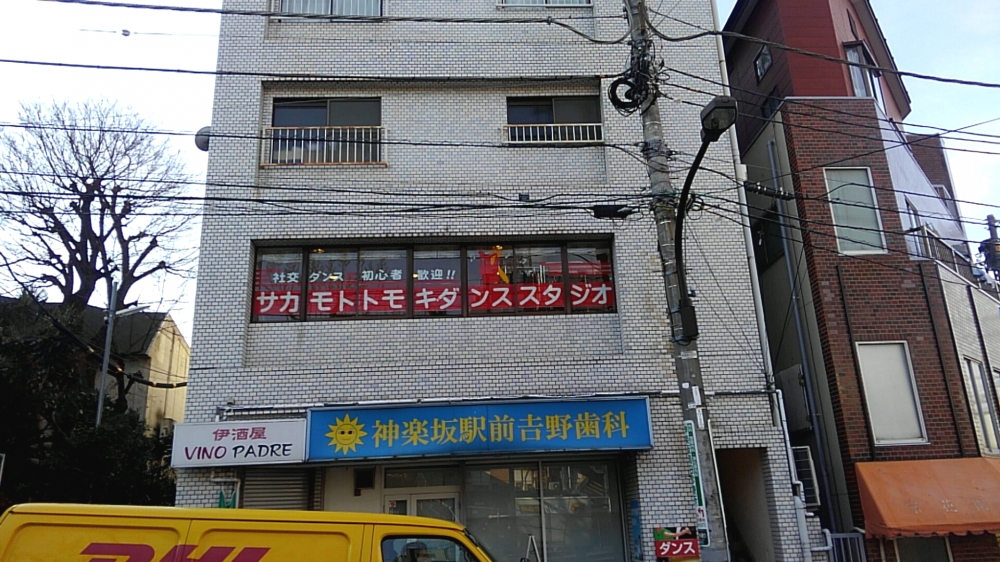 社交ダンス 初心者 歓迎!!
サカモトトモキダンススタジオ
神楽坂駅前吉野歯科
伊酒屋
VINO PADRE
DHL
ダンス